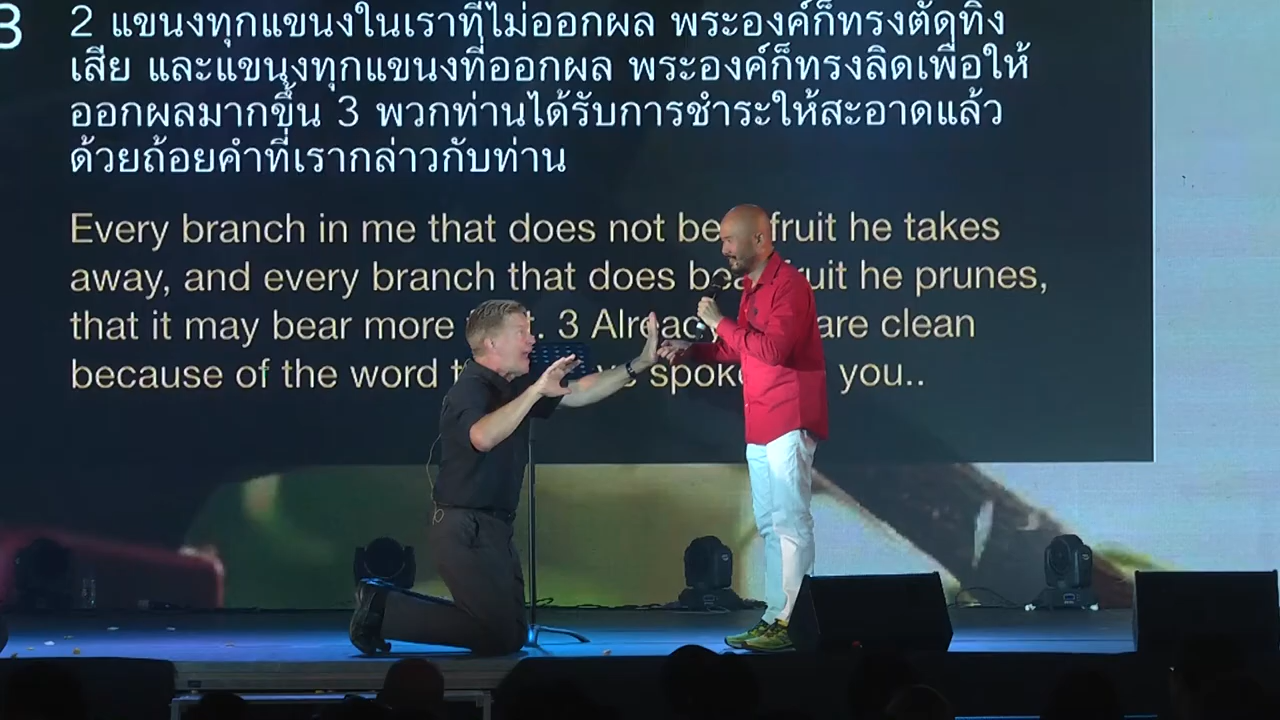 3
2 แขนงทุกแขนงในเราที่ไม่ออกผล พระองค์ก็ทรงตัดทิ้ง
เสีย และแขนงทุกแขนงที่ออกผล พระองค์ก็ทรงลิดเพื่อให้
ออกผลมากขึ้น 3 พวกท่านได้รับการชำระให้สะอาดแล้ว
ด้วยถ้อยคำที่เรากล่าวกับท่าน
Every branch in me that does not fruit he takes
away, and every branch that does fruit he prunes,
that it may bear more 3 are clean
because of the word you..